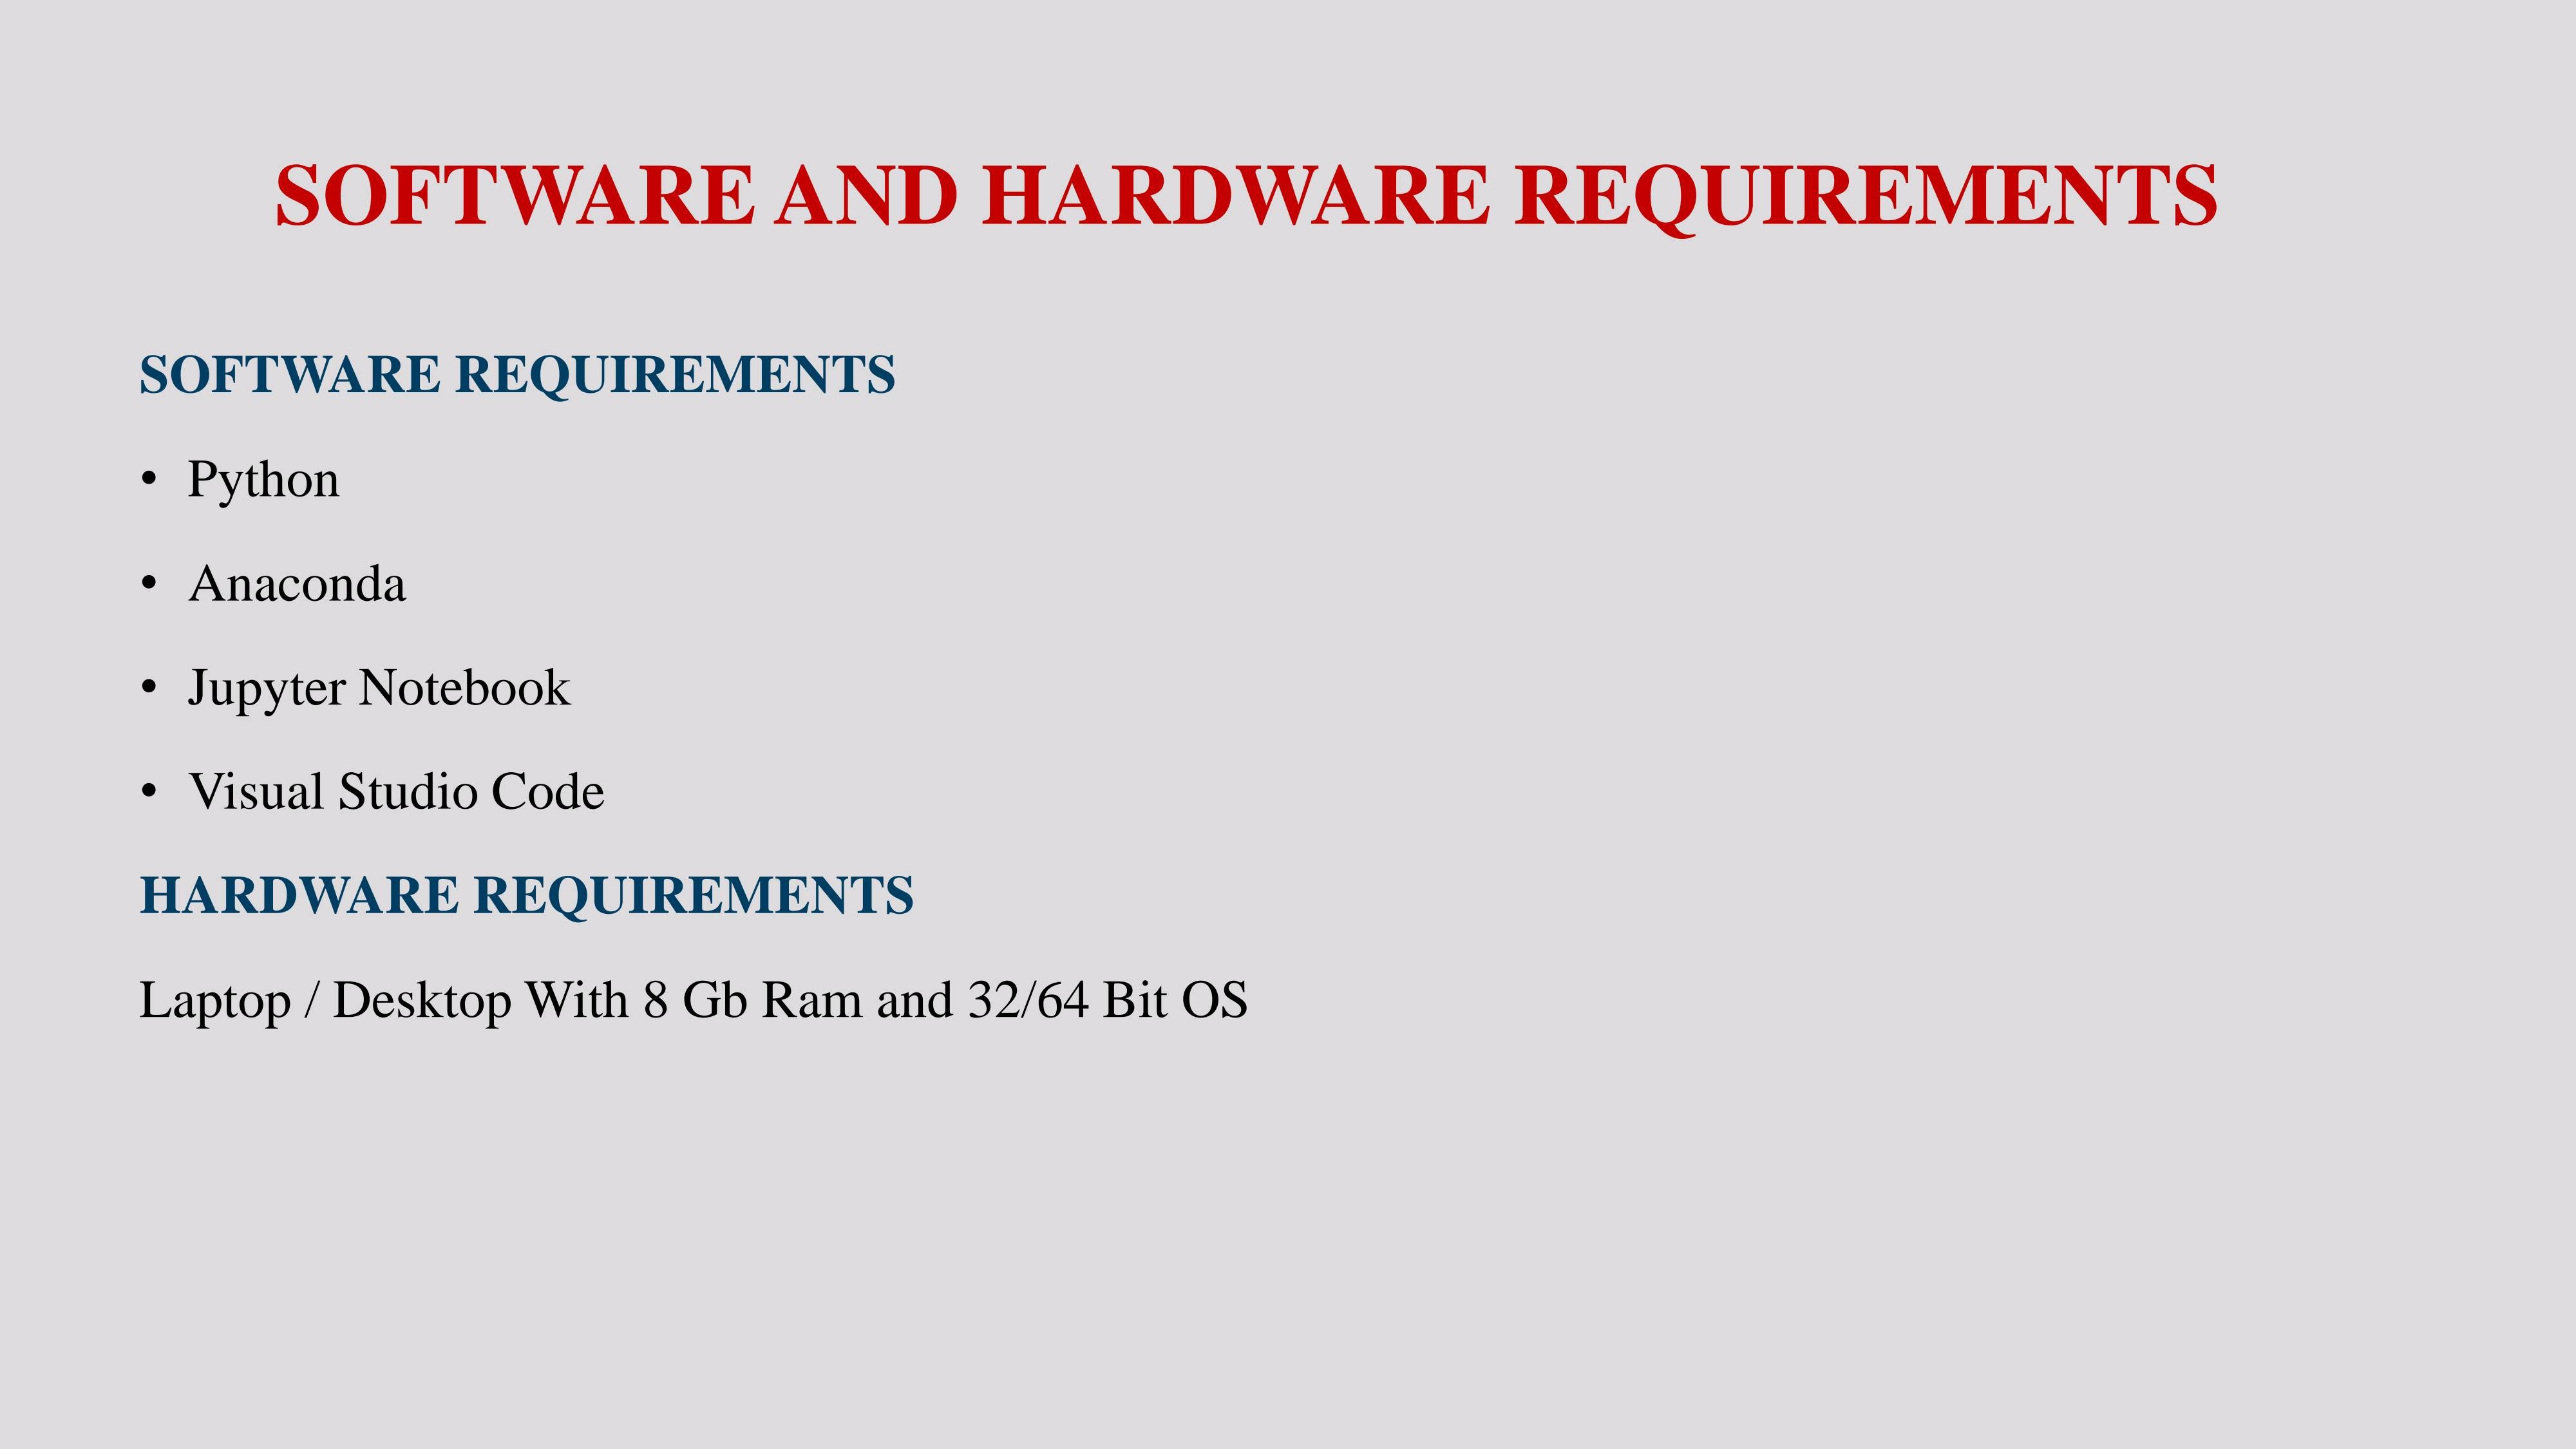 SOFTWARE AND HARDWARE REQUIREMENTS
SOFTWARE REQUIREMENTS
• Python
• Anaconda
• Jupyter Notebook
• Visual Studio Code
HARDWARE REQUIREMENTS
Laptop / Desktop With 8 Gb Ram and 32/64 Bit OS